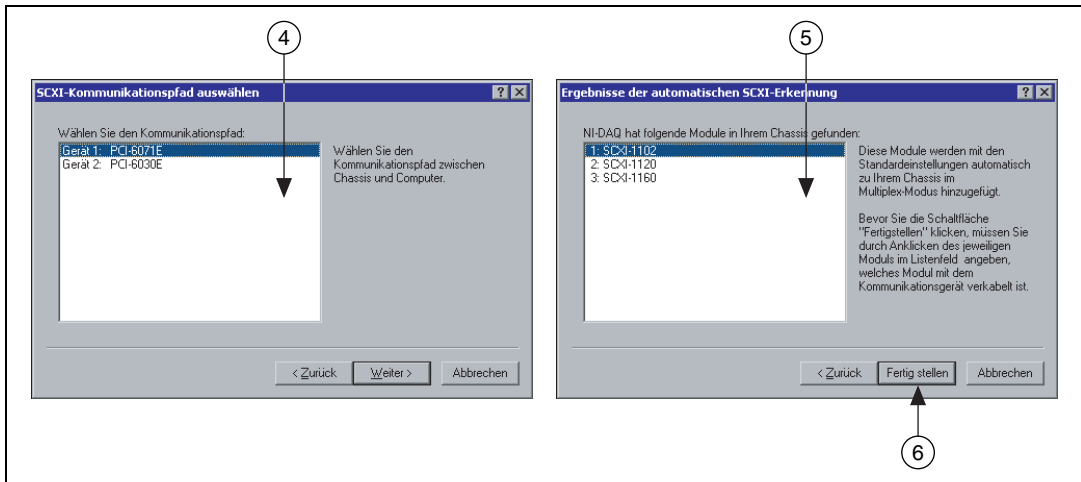 4
SCXI-Kommunikationspfad auswählen
Wählen Sie den Kommunikationspfad:
Gerät 1: PCI-6071E
Gerät 2: PCI-6030E
Wählen Sie den
Kommunikationspfad zwischen
Chassis und Computer.
< Zurück
Weiter >
Abbrechen
5
Ergebnisse der automatischen SCXI-Erkennung
NI-DAQ hat folgende Module in Ihrem Chassis gefunden:
1: SCXI-1102
2: SCXI-1120
3: SCXI-1160
Diese Module werden mit den
Standardeinstellungen automatisch
zu Ihrem Chassis im
Multiplex-Modus hinzugefügt.
Bevor Sie die Schaltfläche
"Fertigstellen" klicken, müssen Sie
durch Anklicken des jeweiligen
Moduls im Listenfeld angeben,
welches Modul mit dem
Kommunikationsgerät verkabelt ist.
< Zurück
Fertig stellen
Abbrechen
6